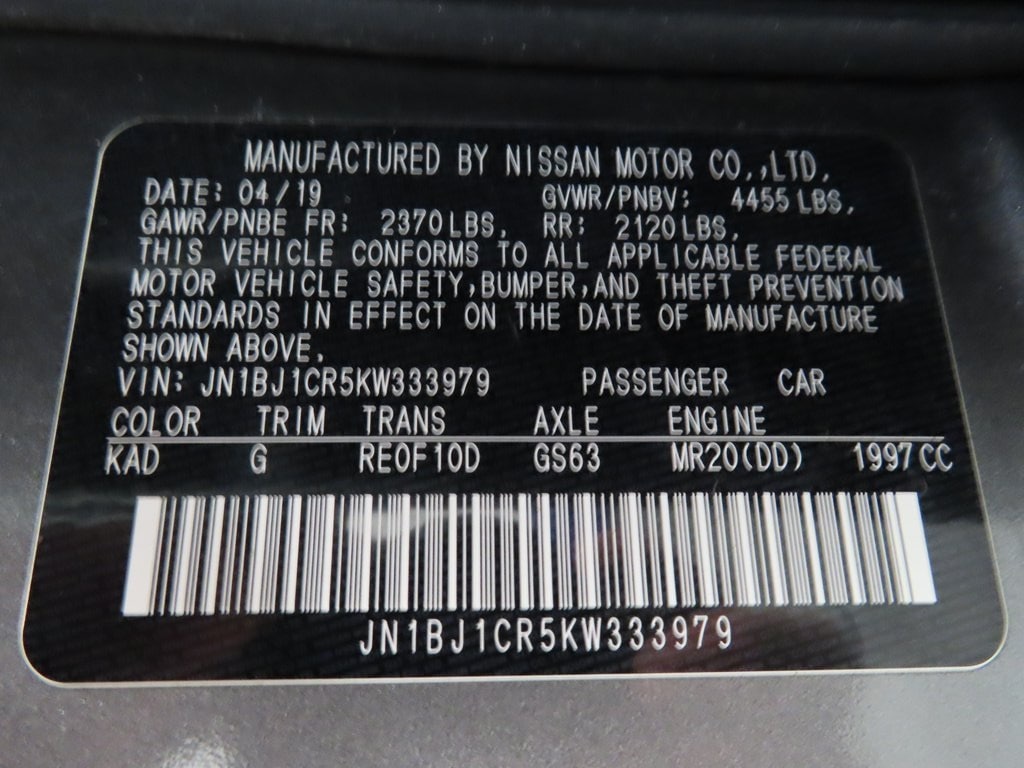 MANUFACTURED BY NISSAN MOTOR CO.,LTD.
DATE: 04/19 GVWR/PNBV: 4455 LBS.
GAWR/PNBE FR: 2370LBS. RR: 2120LBS.
THIS VEHICLE CONFORMS TO ALL APPLICABLE FEDERAL
MOTOR VEHICLE SAFETY,BUMPER,AND THEFT PREVENTION
STANDARDS IN EFFECT ON THE DATE OF MANUFACTURE
SHOWN ABOVE.
VIN: JN1BJ1CR5KW333979 PASSENGER CAR
COLOR TRIM TRANS AXLE ENGINE
KAD G RE0F10D GS63 MR20(DD) 1997CC
JN1BJ1CR5KW333979